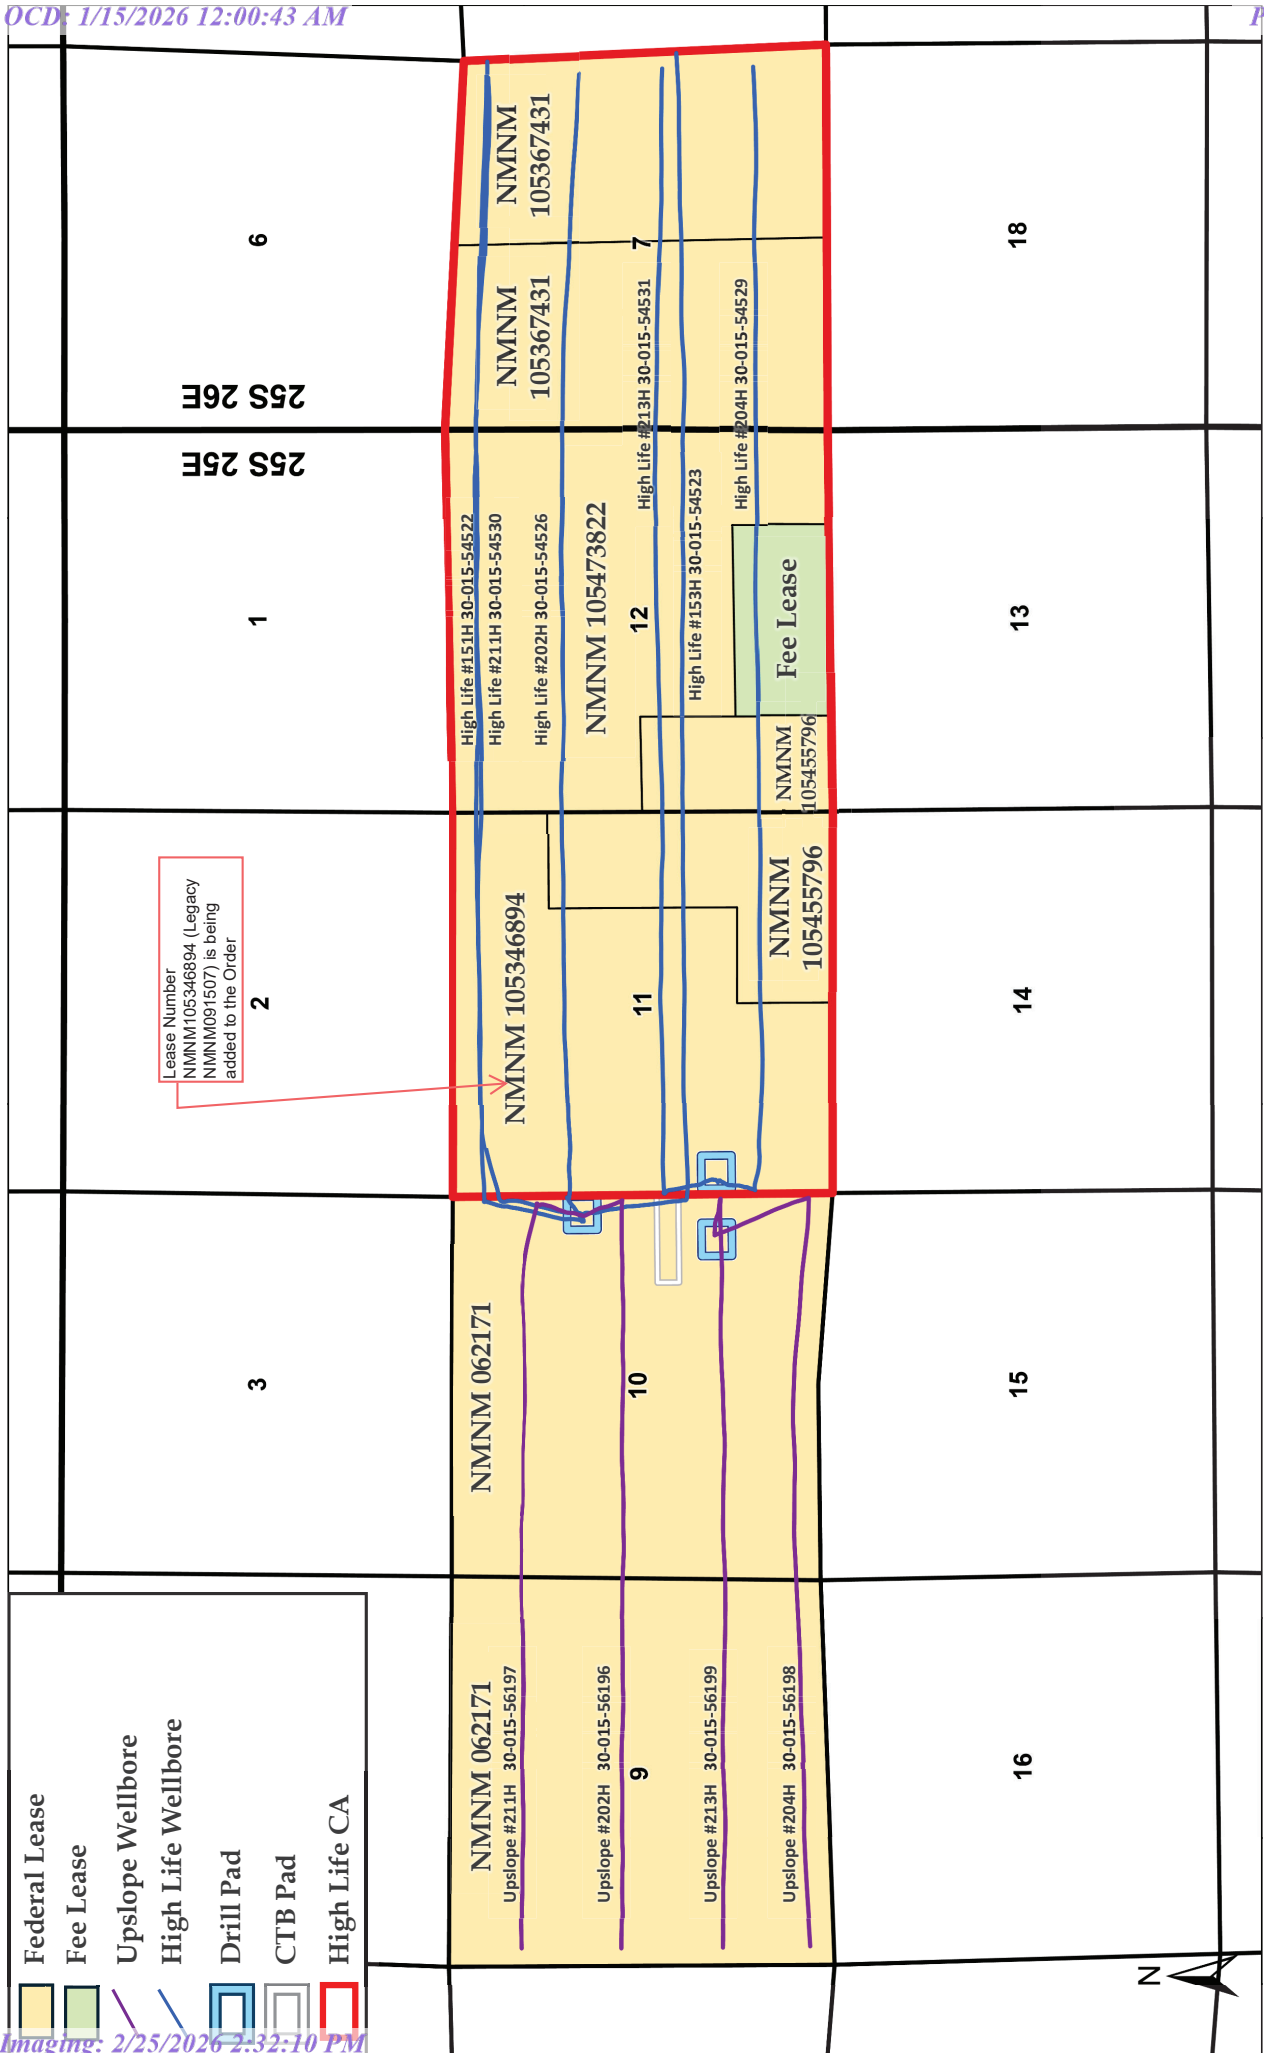 OCD: 1/15/2026 12:00:43 AM
P
Federal Lease
Fee Lease
Upslope Wellbore
High Life Wellbore
Drill Pad
CTB Pad
High Life CA
3
2
Lease Number
NMNM105346894 (Legacy
NMNM091507) is being
added to the Order
1
25S 25E
25S 26E
6
NMNM 062171
Upslope #211H 30-015-56197
Upslope #202H 30-015-56196
9
Upslope #213H 30-015-56199
Upslope #204H 30-015-56198
NMNM 062171
10
NMNM 105346894
11
NMNM
105455796
High Life #151H 30-015-54522
High Life #211H 30-015-54530
High Life #202H 30-015-54526
NMNM 105473822
12
High Life #153H 30-015-54523
NMNM
105455796
Fee Lease
High Life #213H 30-015-54531
High Life #204H 30-015-54529
NMNM
105367431
NMNM
105367431
7
16
15
14
13
18
N
Imaging: 2/25/2026 2:32:10 PM